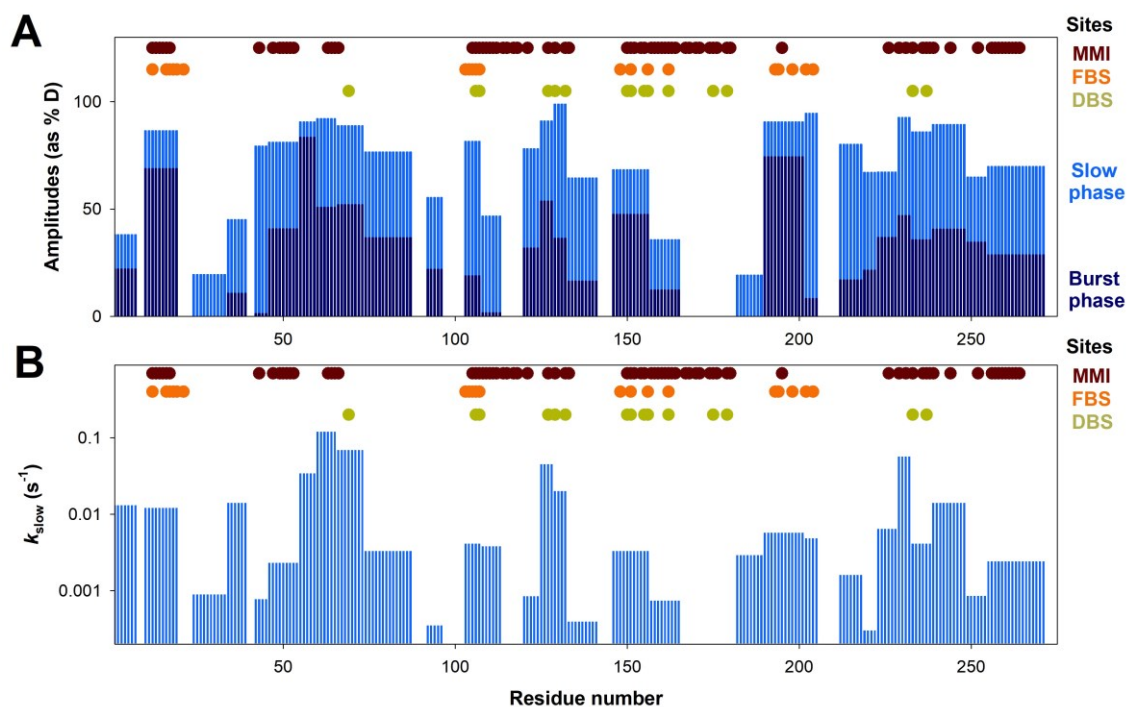 A
Sites
MMI
FBS
DBS
100
50
0
Amplitudes (as % D)
Slow
phase
Burst
phase
50
100
150
200
250
B
Sites
MMI
FBS
DBS
0.1
0.01
0.001
kslow (s⁻¹)
50
100
150
200
250
Residue number